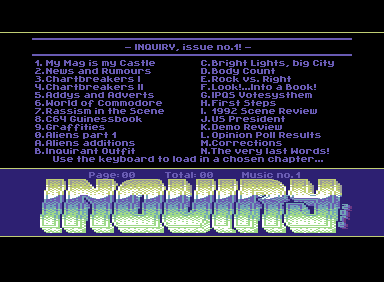 – INQUIRY, issue no.1! –
1. My Mag is my Castle
2.News and Rumours
3.Chartbreakers I
4.Chartbreakers II
5.Addys and Adverts
6.World of Commodore
7.Rassism in the Scene
8.C64 Guinessbook
9.Graffities
0.Aliens part 1
A.Aliens additions
B.Inquirant Outfit
C.Bright Lights, big City
D.Body Count
E.Rock vs. Right
F.Look!..Into a Book!
G.IPQS Votesysthem
H.First Steps
I. 1992 Scene Review
J.US President
K.Demo Review
L.Opinion Poll Results
M.Corrections
N.The very last Words!
Use the keyboard to load in a chosen chapter...
Page: 00 Total: 00 Music no.1
INQUIRY